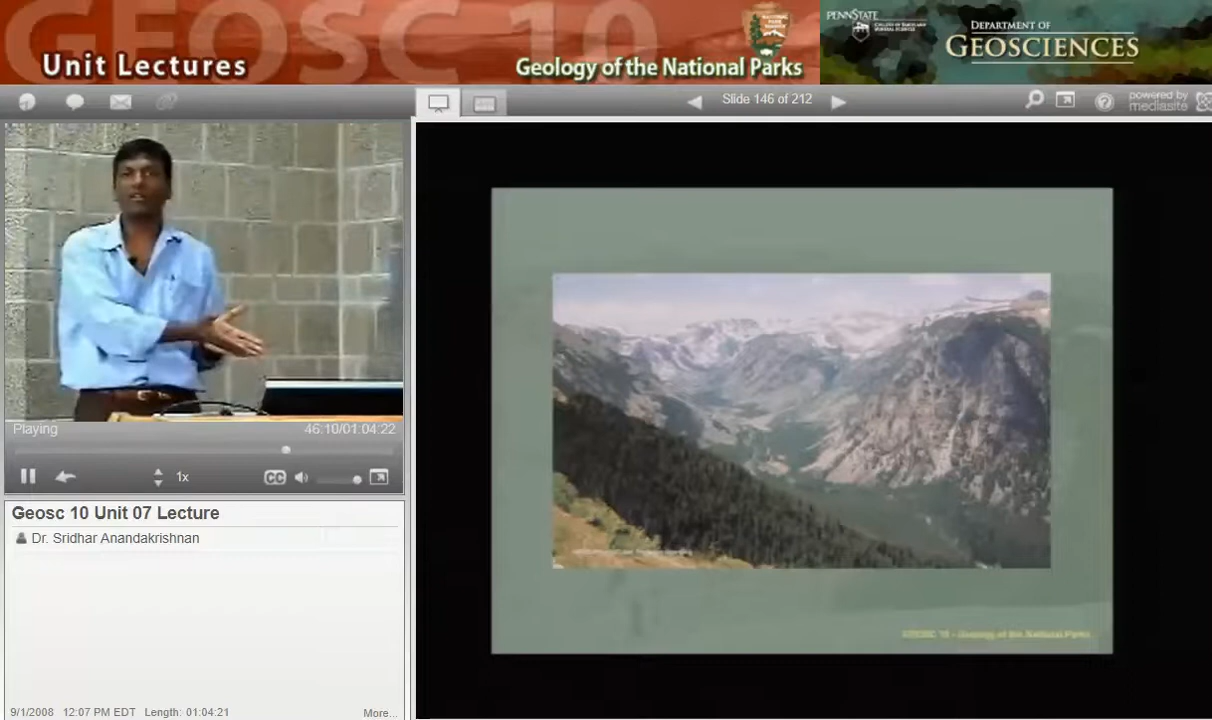 GEOSC 10
Unit Lectures
Geology of the National Parks
PENNSTATE
DEPARTMENT OF
GEOSCIENCES
Slide 146 of 212
powered by
mediasite
Playing
46:10/01:04:22
1x
CC
Geosc 10 Unit 07 Lecture
Dr. Sridhar Anandakrishnan
GEOSC 10 - Geology of the National Parks
9/1/2008 12:07 PM EDT Length: 01:04:21
More...